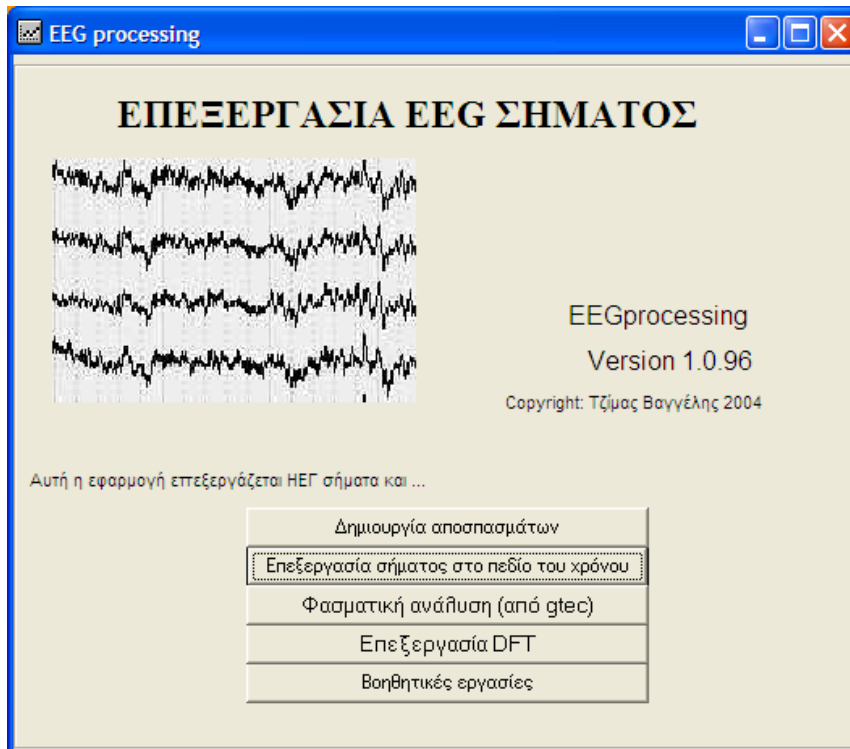 EEG processing
ΕΠΕΞΕΡΓΑΣΙΑ EEG ΣΗΜΑΤΟΣ
EEGprocessing
Version 1.0.96
Copyright: Τζίμας Βαγγέλης 2004
Αυτή η εφαρμογή επεξεργάζεται ΗΕΓ σήματα και ...
Δημιουργία αποσπασμάτων
Επεξεργασία σήματος στο πεδίο του χρόνου
Φασματική ανάλυση (από gtec)
Επεξεργασία DFT
Βοηθητικές εργασίες